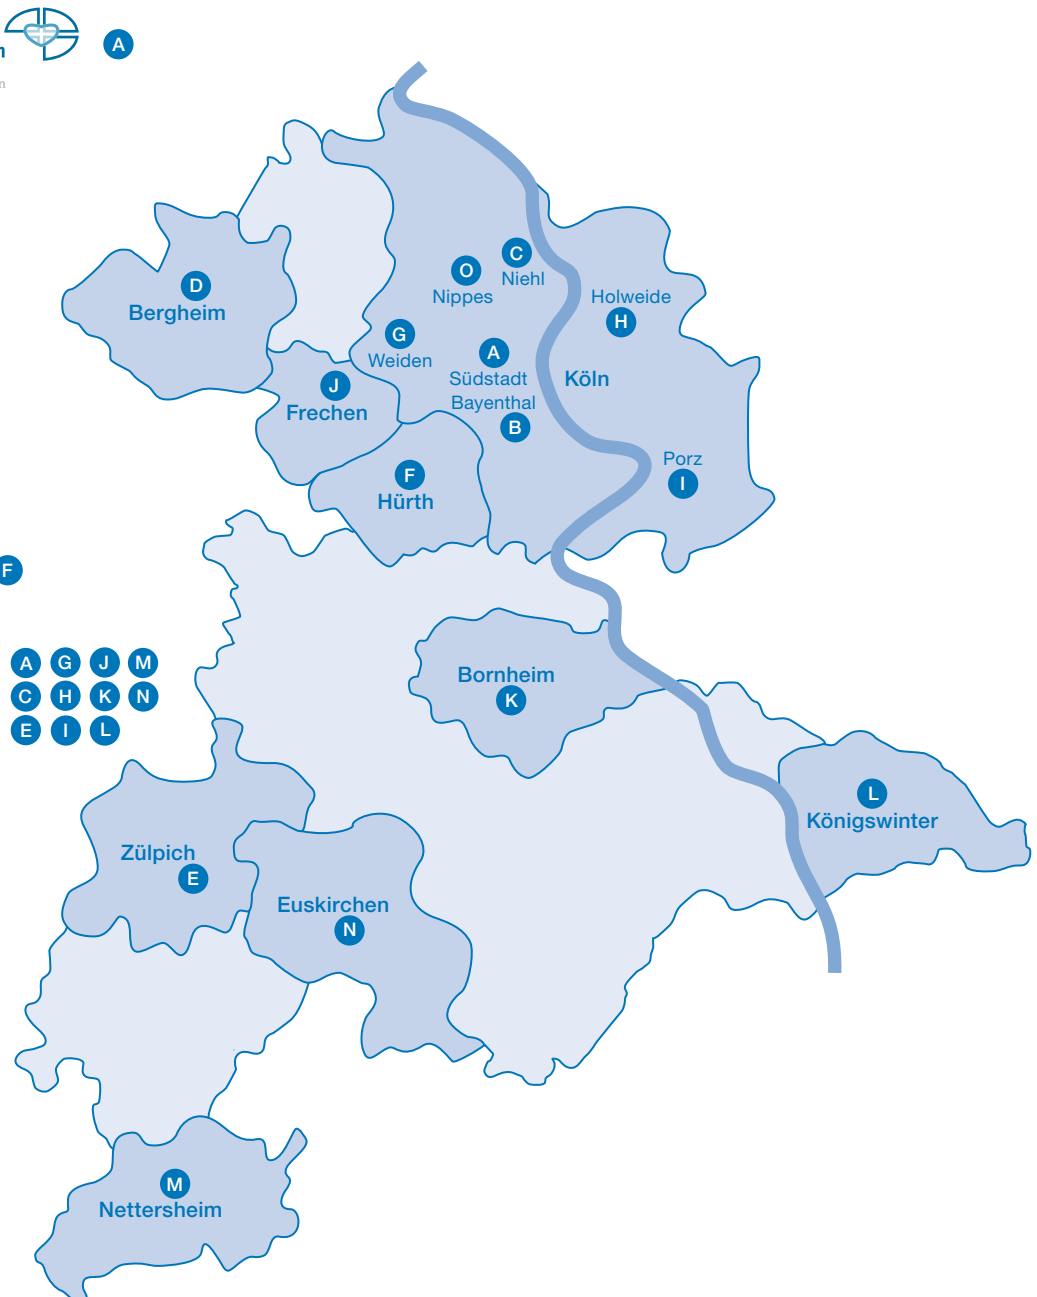 A
D
Bergheim
O
Nippes
C
Niehl
Holweide
H
G
Weiden
A
Südstadt
Bayenthal
B
Köln
J
Frechen
Porz
I
F
Hürth
F
A G J M
C H K N
E I L
Bornheim
K
L
Königswinter
Zülpich
E
Euskirchen
N
M
Nettersheim